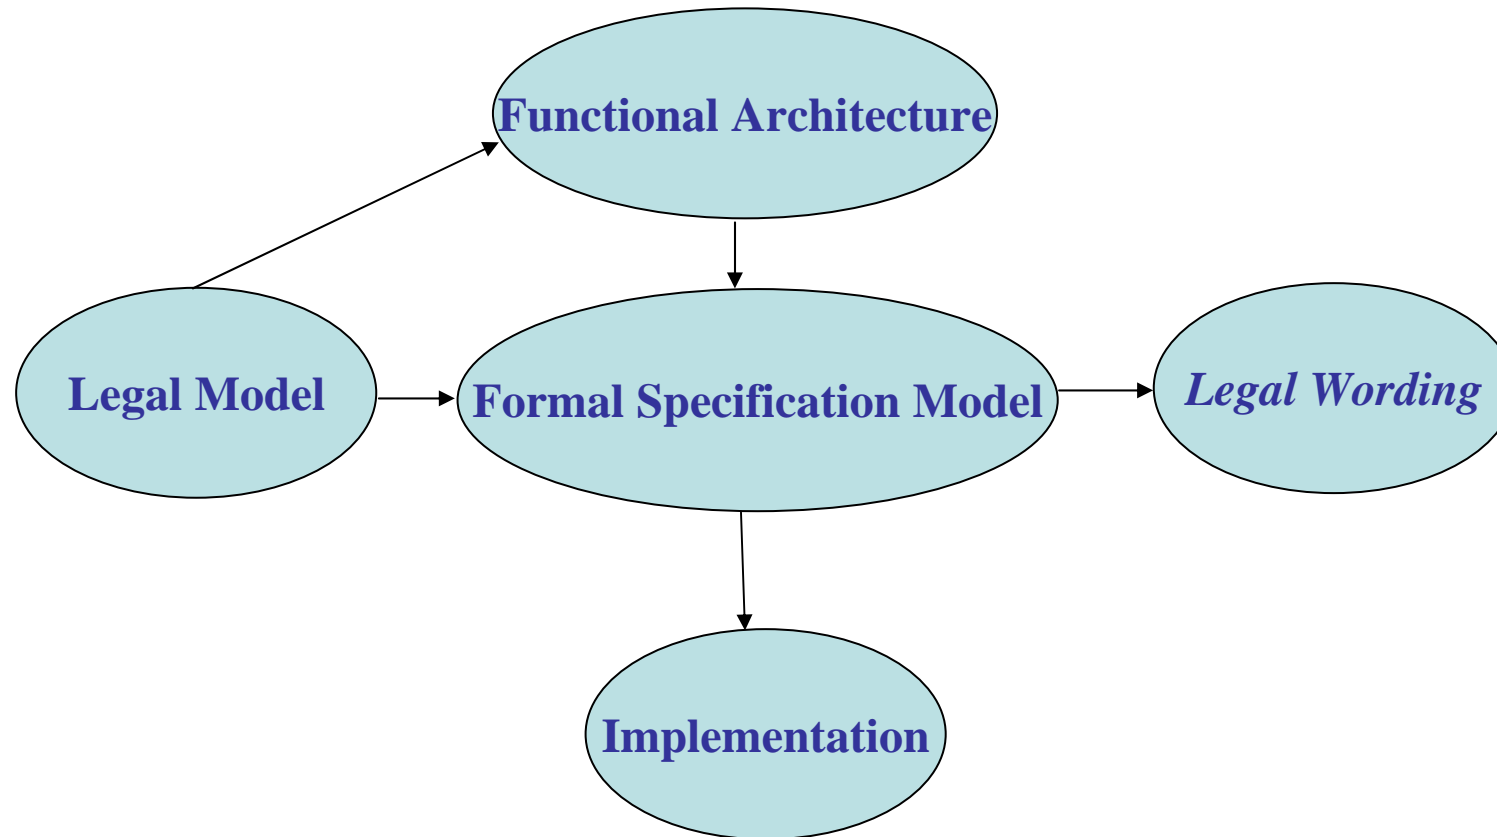 Functional Architecture
Legal Model
Formal Specification Model
Legal Wording
Implementation